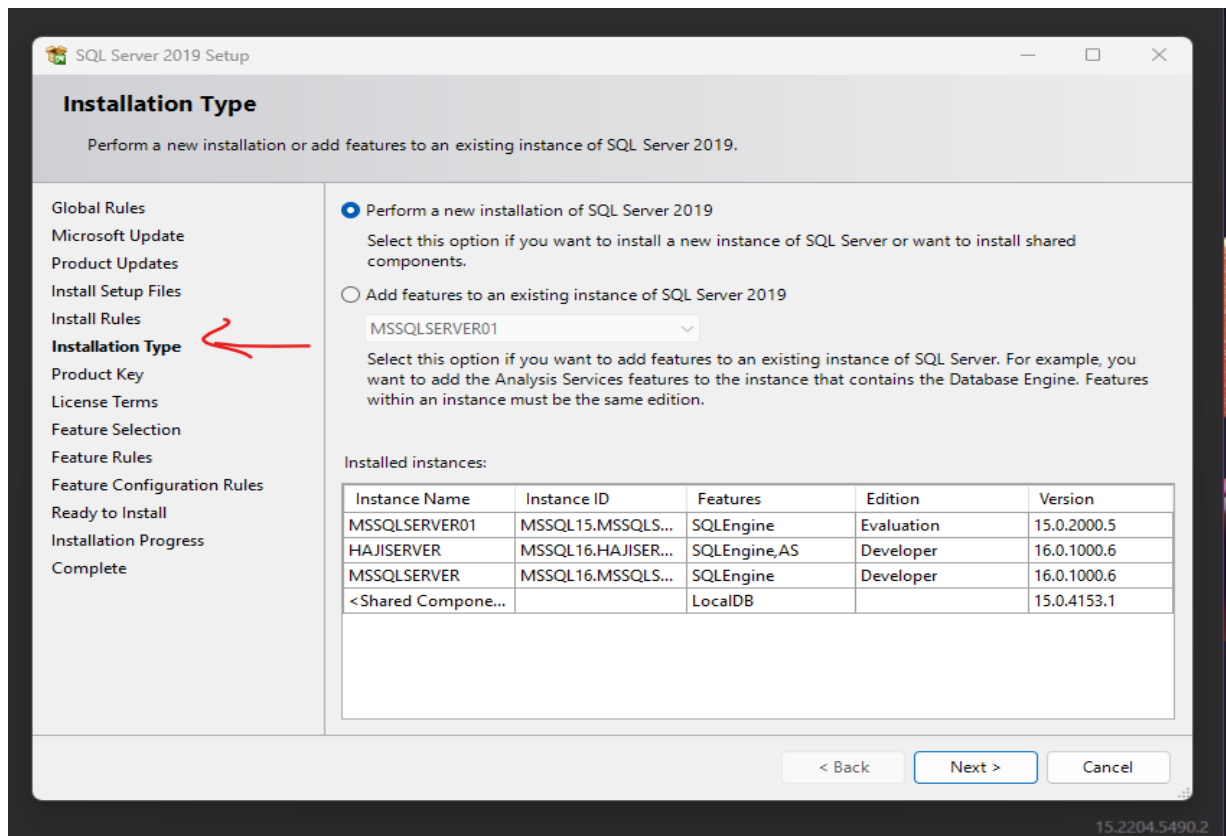 SQL Server 2019 Setup
Installation Type
Perform a new installation or add features to an existing instance of SQL Server 2019.
Global Rules
Microsoft Update
Product Updates
Install Setup Files
Install Rules
Installation Type
Product Key
License Terms
Feature Selection
Feature Rules
Feature Configuration Rules
Ready to Install
Installation Progress
Complete
Perform a new installation of SQL Server 2019
Select this option if you want to install a new instance of SQL Server or want to install shared
components.
Add features to an existing instance of SQL Server 2019
MSSQLSERVER01
Select this option if you want to add features to an existing instance of SQL Server. For example, you
want to add the Analysis Services features to the instance that contains the Database Engine. Features
within an instance must be the same edition.
Installed instances:
Instance Name Instance ID Features Edition Version
MSSQLSERVER01 MSSQL15.MSSQLS... SQLEngine Evaluation 15.0.2000.5
HAJISERVER MSSQL16.HAJISER... SQLEngine,AS Developer 16.0.1000.6
MSSQLSERVER MSSQL16.MSSQLS... SQLEngine Developer 16.0.1000.6
<Shared Compone... LocalDB 15.0.4153.1
< Back Next > Cancel
15.2204.5490.2